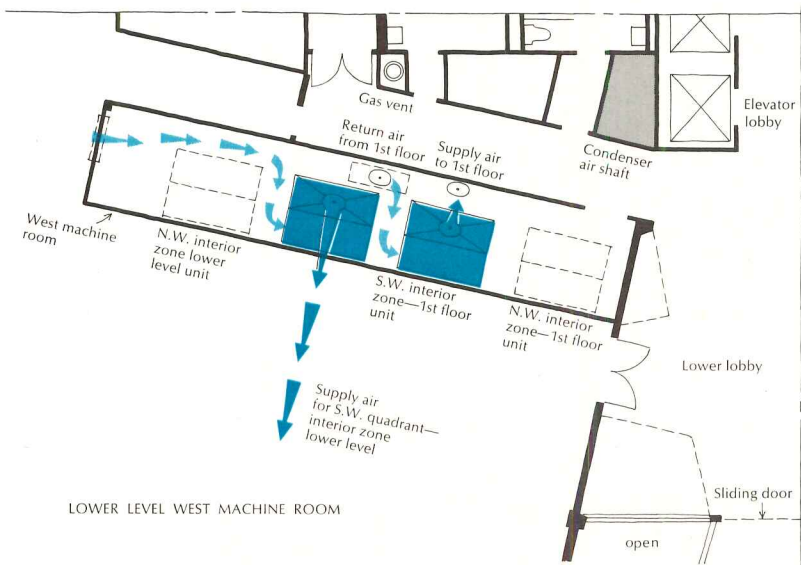 Gas vent
Elevator
lobby
Return air
from 1st floor
Supply air
to 1st floor
Condenser
air shaft
West machine
room
N.W. interior
zone lower
level unit
S.W. interior
zone—1st floor
unit
N.W. interior
zone—1st floor
unit
Lower lobby
Supply air
for S.W. quadrant—
interior zone
lower level
Sliding door
LOWER LEVEL WEST MACHINE ROOM
open